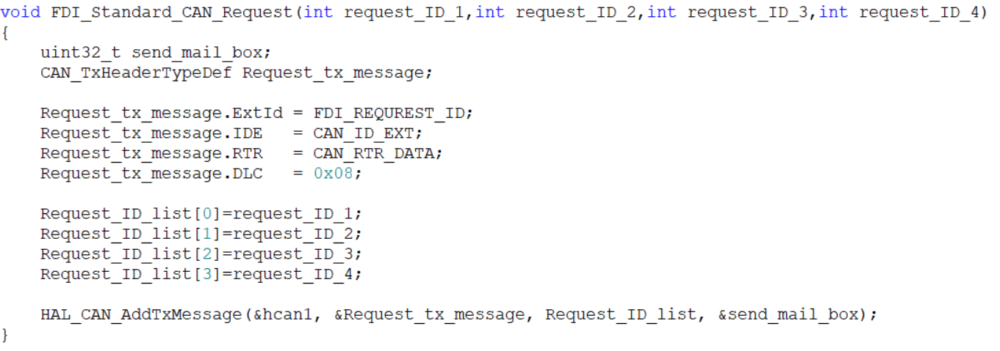 void FDI_Standard_CAN_Request(int request_ID_1,int request_ID_2,int request_ID_3,int request_ID_4)
{
    uint32_t send_mail_box;
    CAN_TxHeaderTypeDef Request_tx_message;

    Request_tx_message.ExtId = FDI_REQUREST_ID;
    Request_tx_message.IDE   = CAN_ID_EXT;
    Request_tx_message.RTR   = CAN_RTR_DATA;
    Request_tx_message.DLC   = 0x08;

    Request_ID_list[0]=request_ID_1;
    Request_ID_list[1]=request_ID_2;
    Request_ID_list[2]=request_ID_3;
    Request_ID_list[3]=request_ID_4;

    HAL_CAN_AddTxMessage(&hcan1, &Request_tx_message, Request_ID_list, &send_mail_box);
}